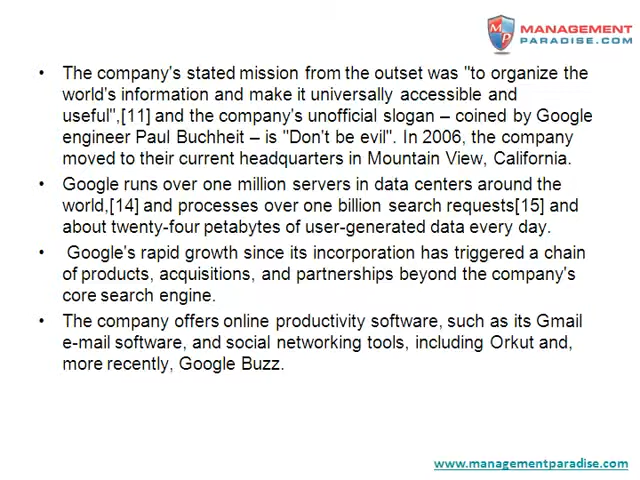 MP MANAGEMENT
PARADISE.COM
• The company's stated mission from the outset was "to organize the
world's information and make it universally accessible and
useful",[11] and the company's unofficial slogan – coined by Google
engineer Paul Buchheit – is "Don't be evil". In 2006, the company
moved to their current headquarters in Mountain View, California.
• Google runs over one million servers in data centers around the
world,[14] and processes over one billion search requests[15] and
about twenty-four petabytes of user-generated data every day.
• Google's rapid growth since its incorporation has triggered a chain
of products, acquisitions, and partnerships beyond the company's
core search engine.
• The company offers online productivity software, such as its Gmail
e-mail software, and social networking tools, including Orkut and,
more recently, Google Buzz.
www.managementparadise.com